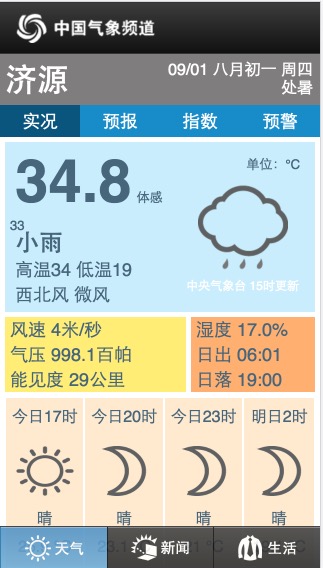 中国气象频道
济源
09/01 八月初一 周四
处暑
实况 预报 指数 预警
34.8 体感
单位：℃
33
小雨
高温34 低温19
西北风 微风
中央气象台 15时更新
风速 4米/秒
气压 998.1百帕
能见度 29公里
湿度 17.0%
日出 06:01
日落 19:00
今日17时 今日20时 今日23时 明日2时
晴 晴 晴 晴
天气 新闻 生活